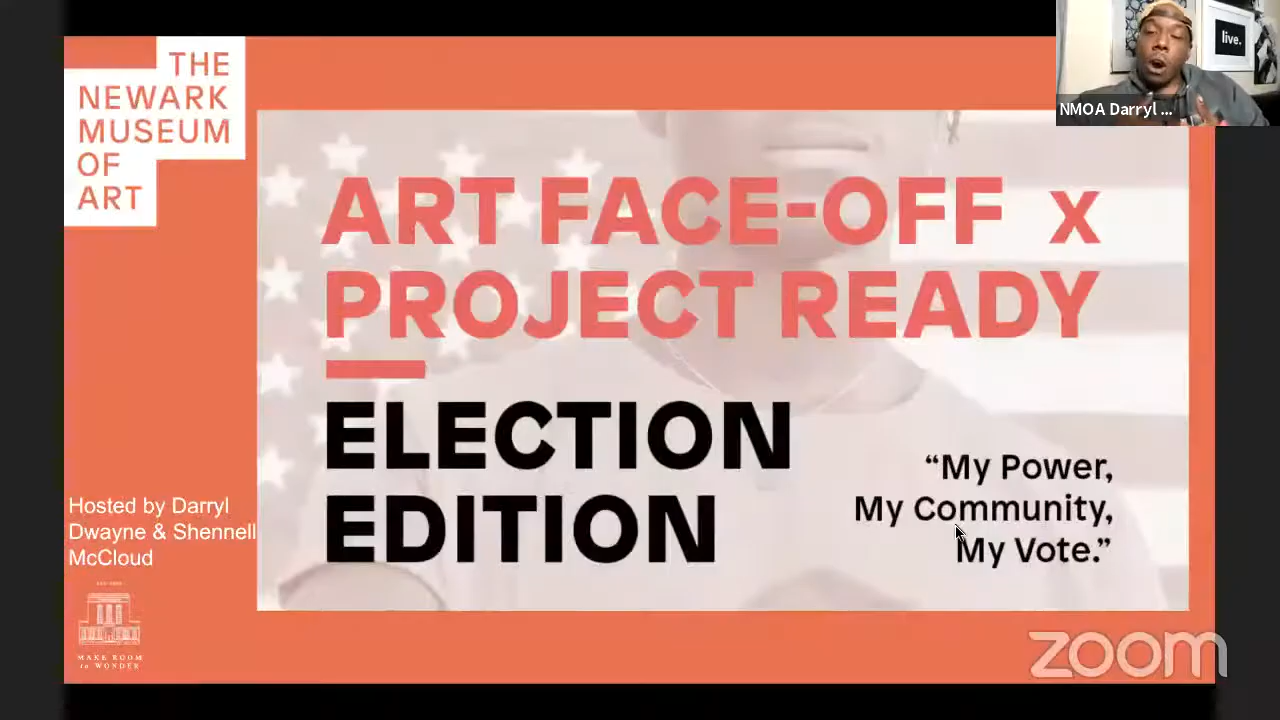 THE
NEWARK
MUSEUM
OF
ART
live.
NMOA Darryl ...
ART FACE-OFF x
PROJECT READY
ELECTION
EDITION
“My Power,
My Community,
My Vote.”
Hosted by Darryl
Dwayne & Shennell
McCloud
MAKE ROOM
to WONDER
zoom